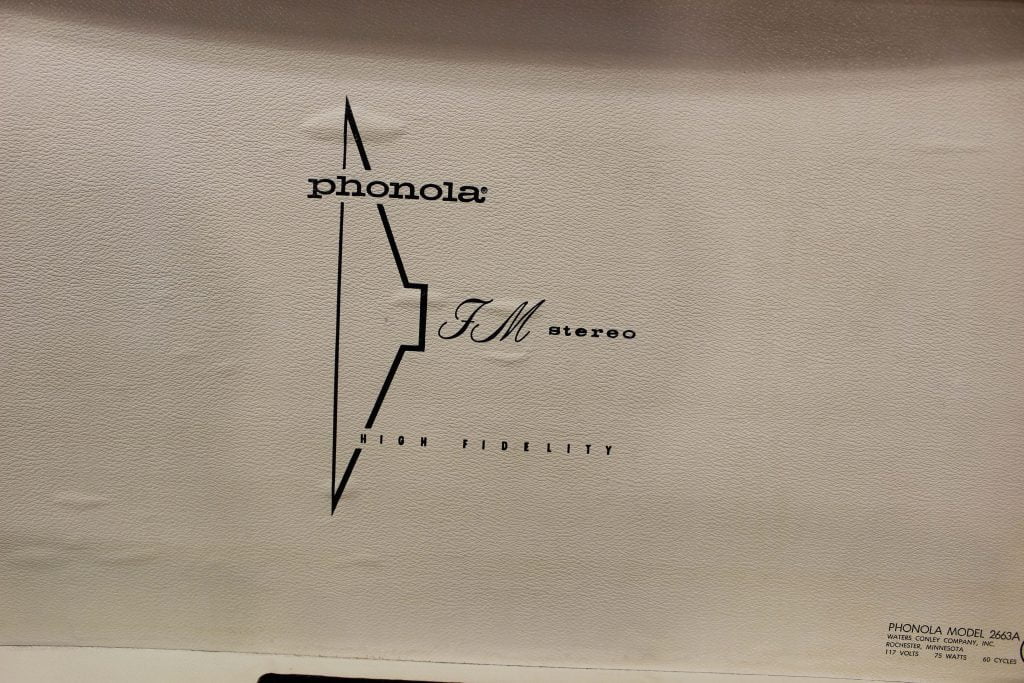 phonola®
FM stereo
HIGH FIDELITY
PHONOLA MODEL 2663A
WATERS CONLEY COMPANY, INC.
ROCHESTER, MINNESOTA
117 VOLTS 75 WATTS 60 CYCLES